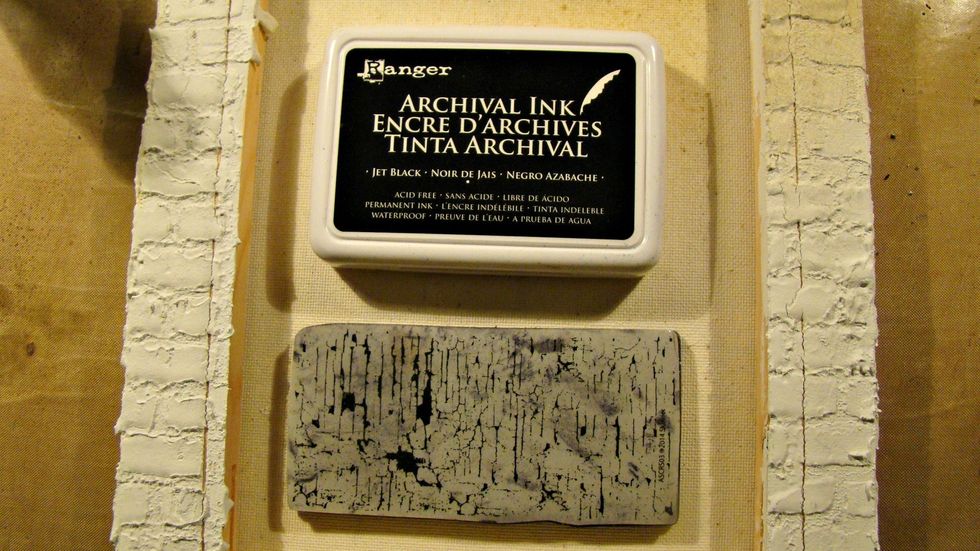 Ranger
ARCHIVAL INK
ENCRE D'ARCHIVES
TINTA ARCHIVAL
· JET BLACK · NOIR DE JAIS · NEGRO AZABACHE ·
ACID FREE · SANS ACIDE · LIBRE DE ÁCIDO
PERMANENT INK · L'ENCRE INDÉLÉBILE · TINTA INDELEBLE
WATERPROOF · PREUVE DE L'EAU · A PRUEBA DE AGUA
©2014